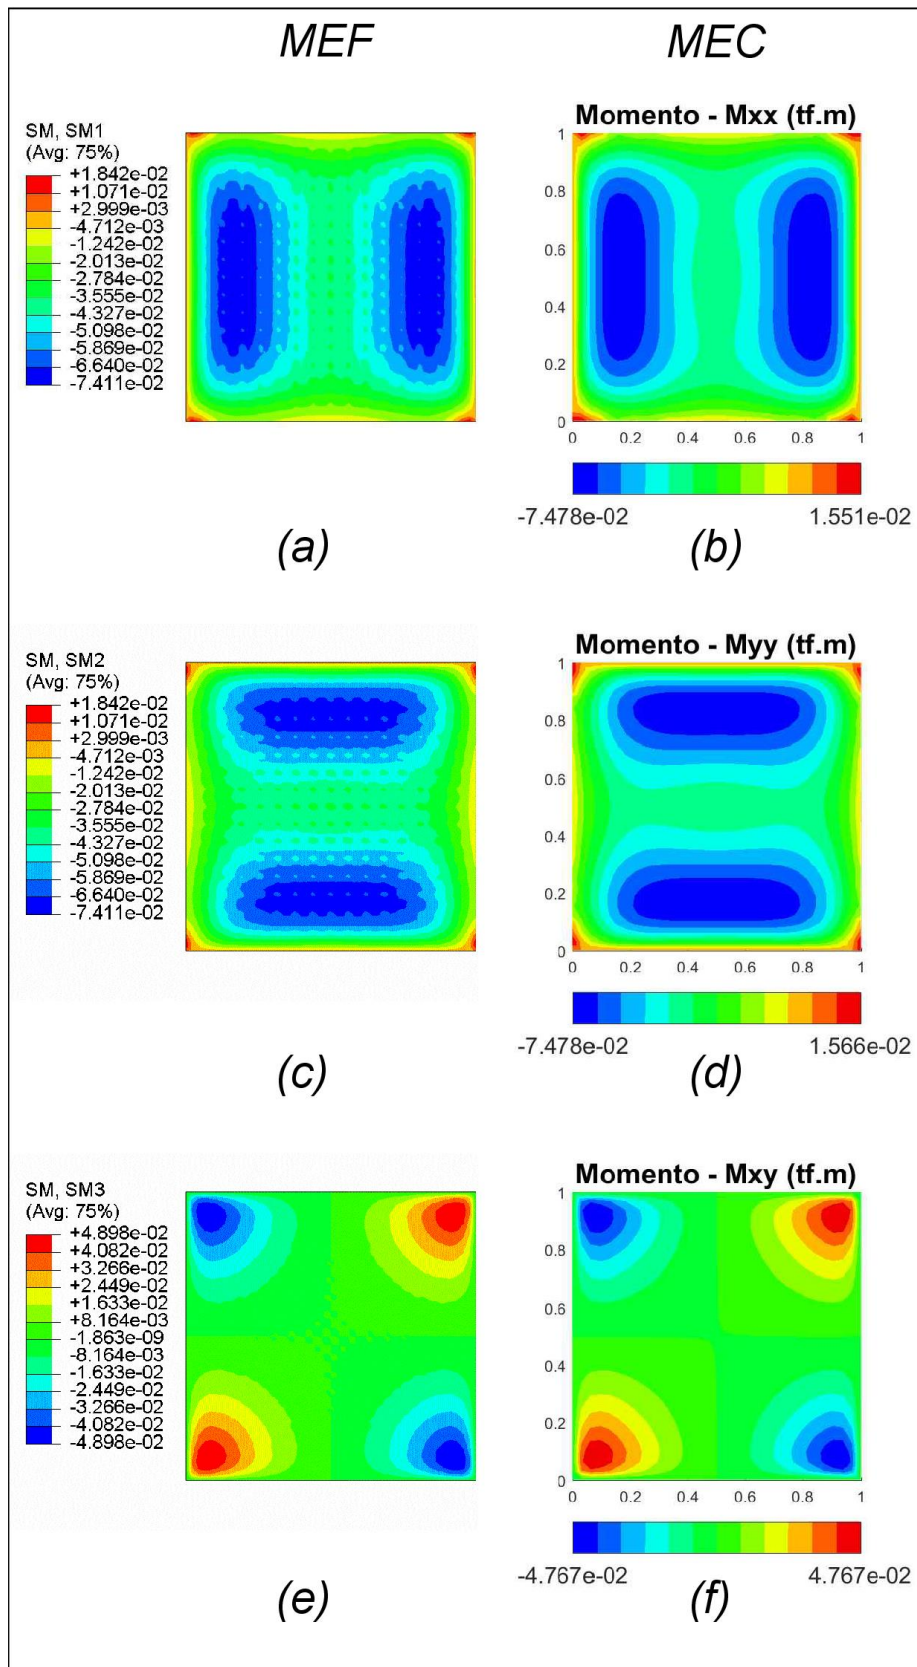 MEF MEC
SM, SM1
(Avg: 75%)
+1.842e-02
+1.071e-02
+2.999e-03
-4.712e-03
-1.242e-02
-2.013e-02
-2.784e-02
-3.555e-02
-4.327e-02
-5.098e-02
-5.869e-02
-6.640e-02
-7.411e-02
Momento - Mxx (tf.m)
1
0.8
0.6
0.4
0.2
0
0 0.2 0.4 0.6 0.8 1
-7.478e-02 1.551e-02
(a) (b)
SM, SM2
(Avg: 75%)
+1.842e-02
+1.071e-02
+2.999e-03
-4.712e-03
-1.242e-02
-2.013e-02
-2.784e-02
-3.555e-02
-4.327e-02
-5.098e-02
-5.869e-02
-6.640e-02
-7.411e-02
Momento - Myy (tf.m)
1
0.8
0.6
0.4
0.2
0
0 0.2 0.4 0.6 0.8 1
-7.478e-02 1.566e-02
(c) (d)
SM, SM3
(Avg: 75%)
+4.898e-02
+4.082e-02
+3.266e-02
+2.449e-02
+1.633e-02
+8.164e-03
-1.863e-09
-8.164e-03
-1.633e-02
-2.449e-02
-3.266e-02
-4.082e-02
-4.898e-02
Momento - Mxy (tf.m)
1
0.8
0.6
0.4
0.2
0
0 0.2 0.4 0.6 0.8 1
-4.767e-02 4.767e-02
(e) (f)